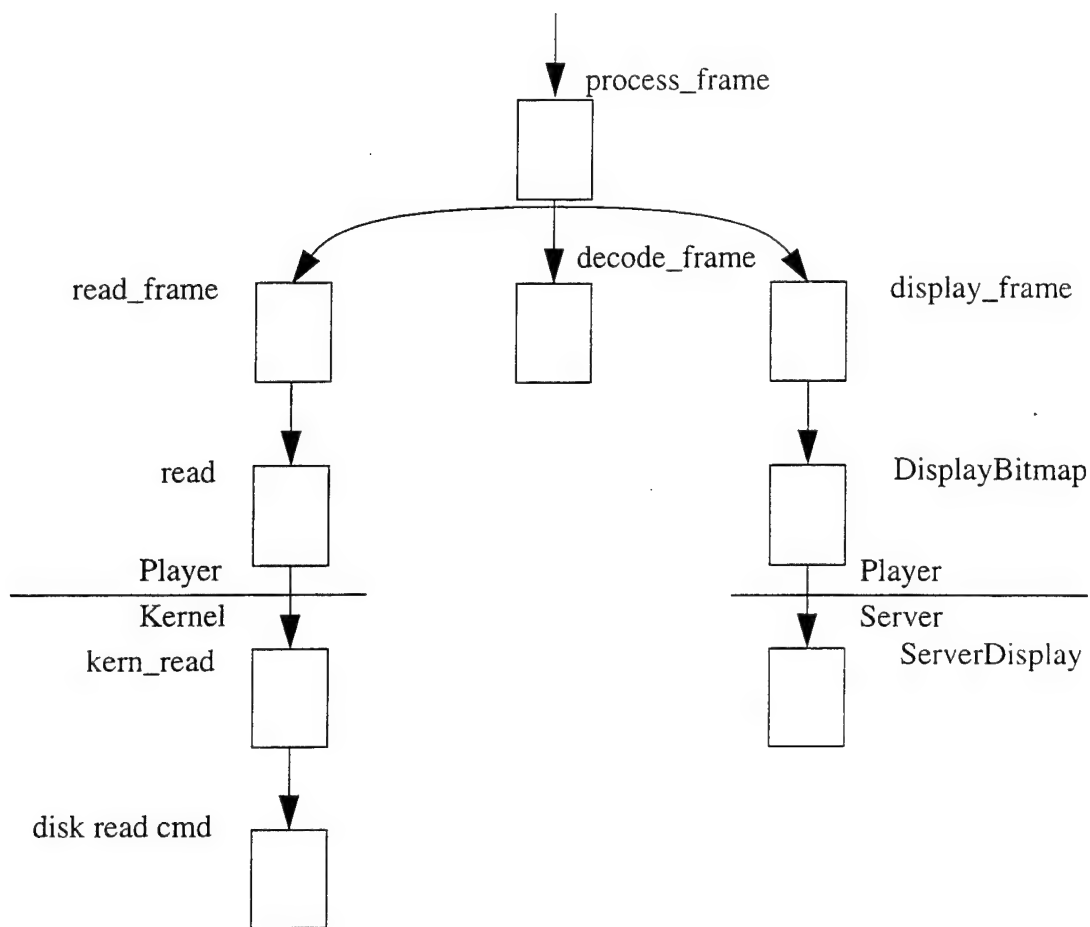 process_frame
decode_frame
read_frame
display_frame
read
DisplayBitmap
Player
Player
Kernel
Server
kern_read
ServerDisplay
disk read cmd